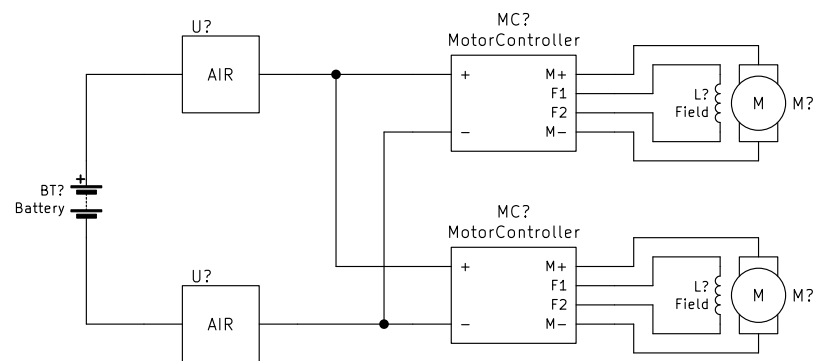 U?
AIR
MC?
MotorController
+
-
M+
F1
F2
M-
L?
Field
M
M?
+
BT?
Battery
MC?
MotorController
+
-
M+
F1
F2
M-
L?
Field
M
M?
U?
AIR